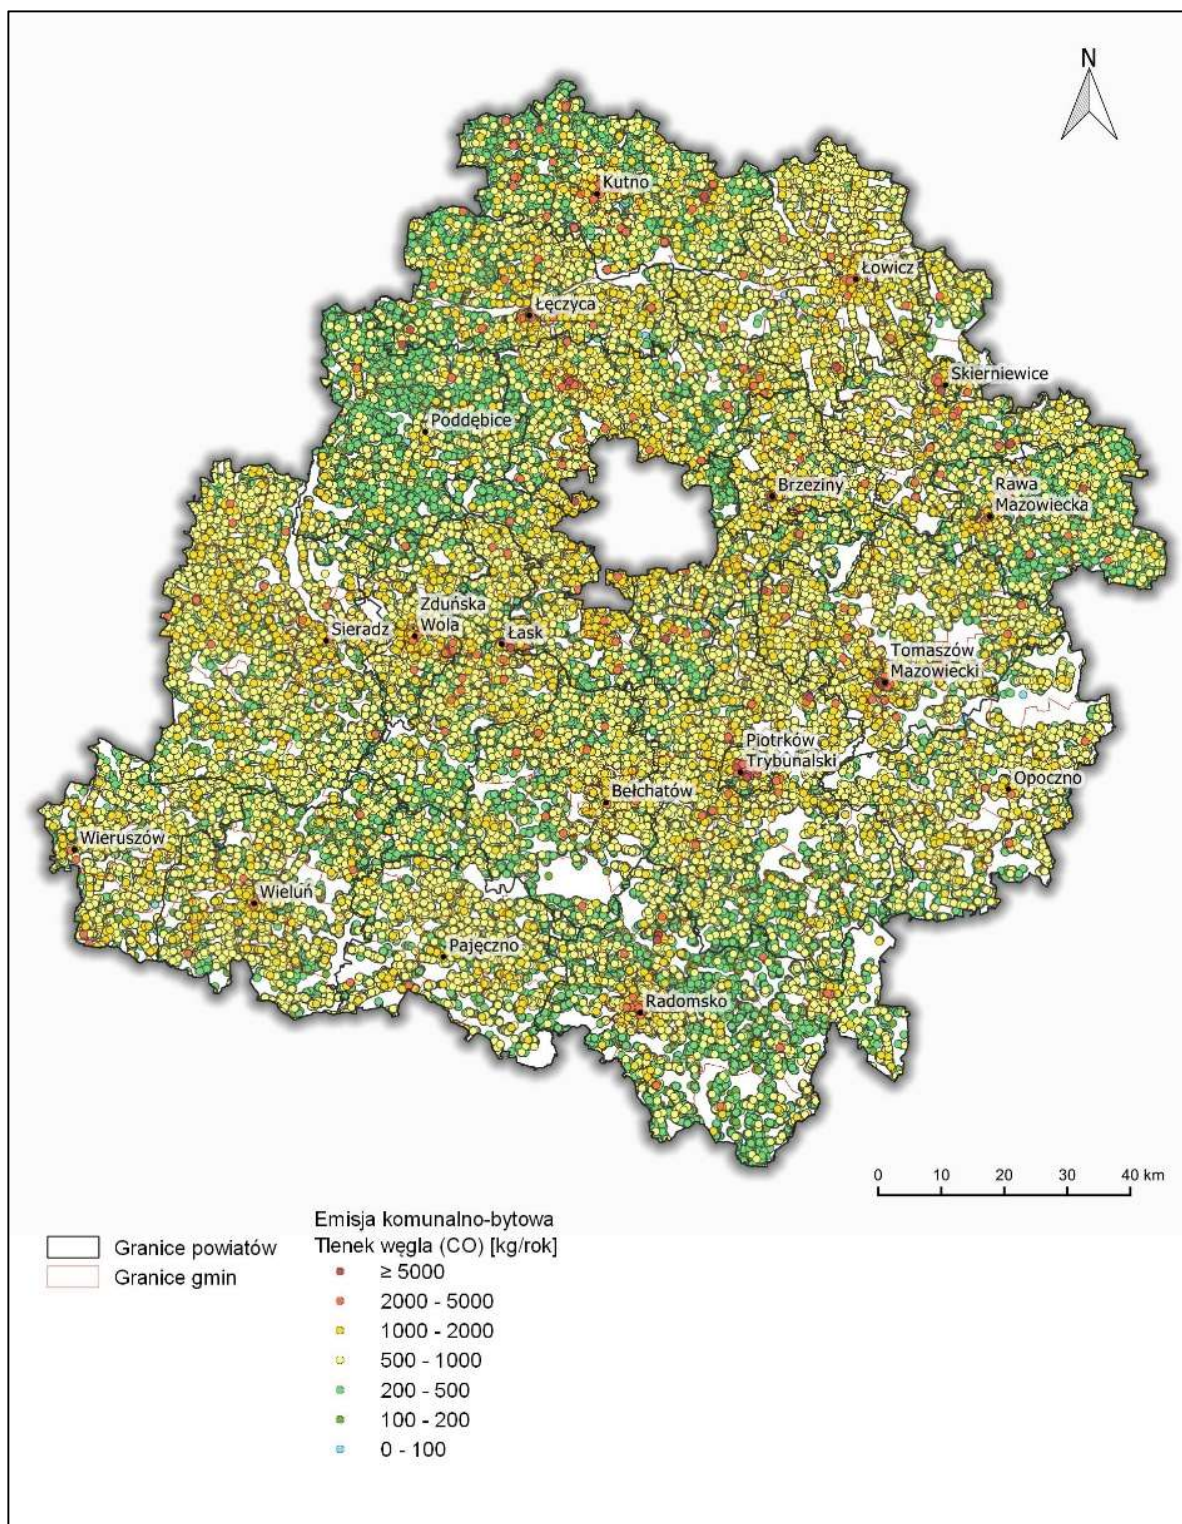 N
Kutno
Łowicz
Łęczyca
Skierniewice
Poddębice
Brzeziny
Rawa
Mazowiecka
Zduńska
Wola
Sieradz
Łask
Tomaszów
Mazowiecki
Piotrków
Trybunalski
Opoczno
Bełchatów
Wieruszów
Wieluń
Pajęczno
Radomsko
0 10 20 30 40 km
Emisja komunalno-bytowa
Tlenek węgla (CO) [kg/rok]
Granice powiatów
Granice gmin
≥ 5000
2000 - 5000
1000 - 2000
500 - 1000
200 - 500
100 - 200
0 - 100